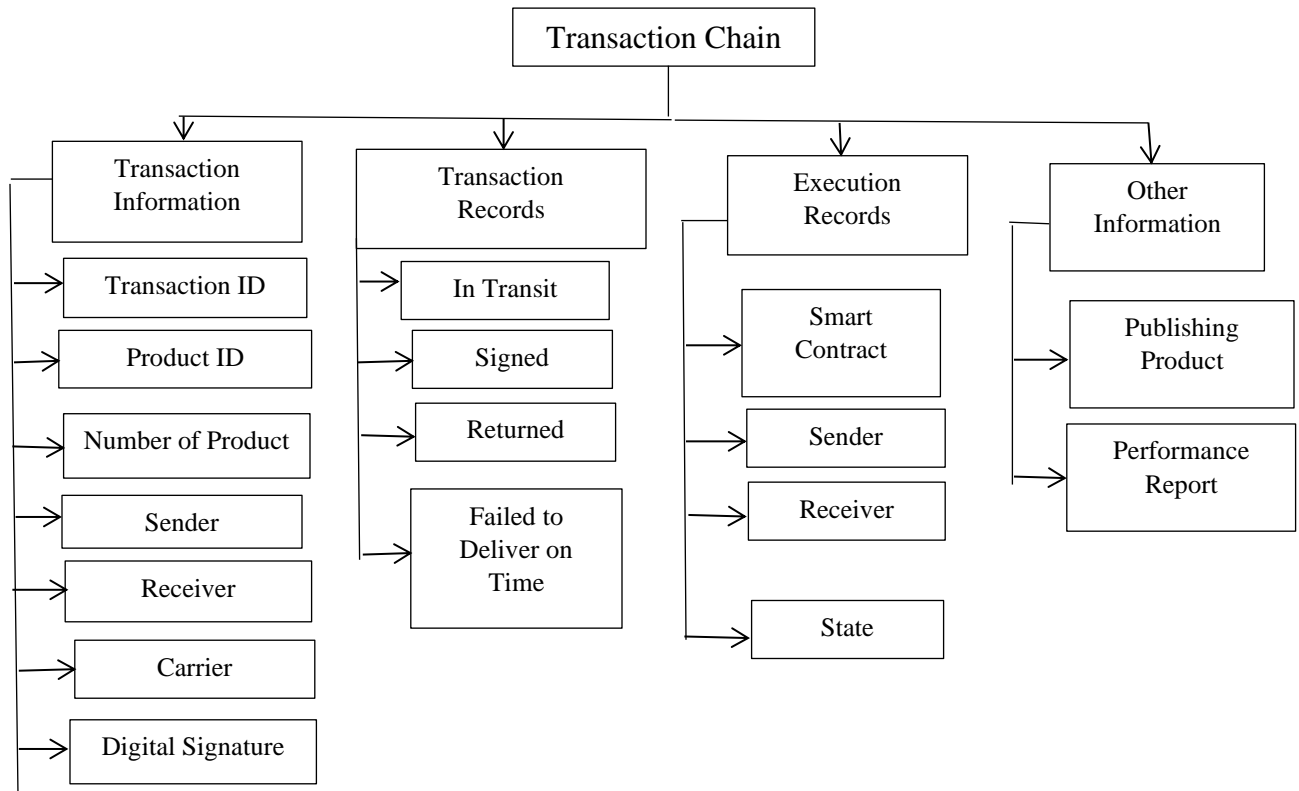 Transaction Chain
Transaction
Information
Transaction ID
Product ID
Number of Product
Sender
Receiver
Carrier
Digital Signature
Transaction
Records
In Transit
Signed
Returned
Failed to
Deliver on
Time
Execution
Records
Smart
Contract
Sender
Receiver
State
Other
Information
Publishing
Product
Performance
Report